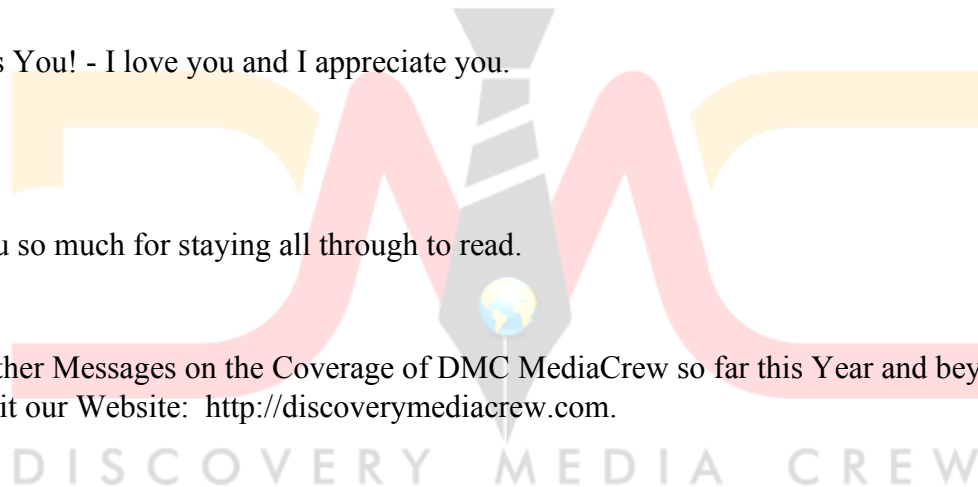 s You! - I love you and I appreciate you.
u so much for staying all through to read.
ther Messages on the Coverage of DMC MediaCrew so far this Year and bey
it our Website: http://discoverymediacrew.com.
DMC
DISCOVERY MEDIA CREW